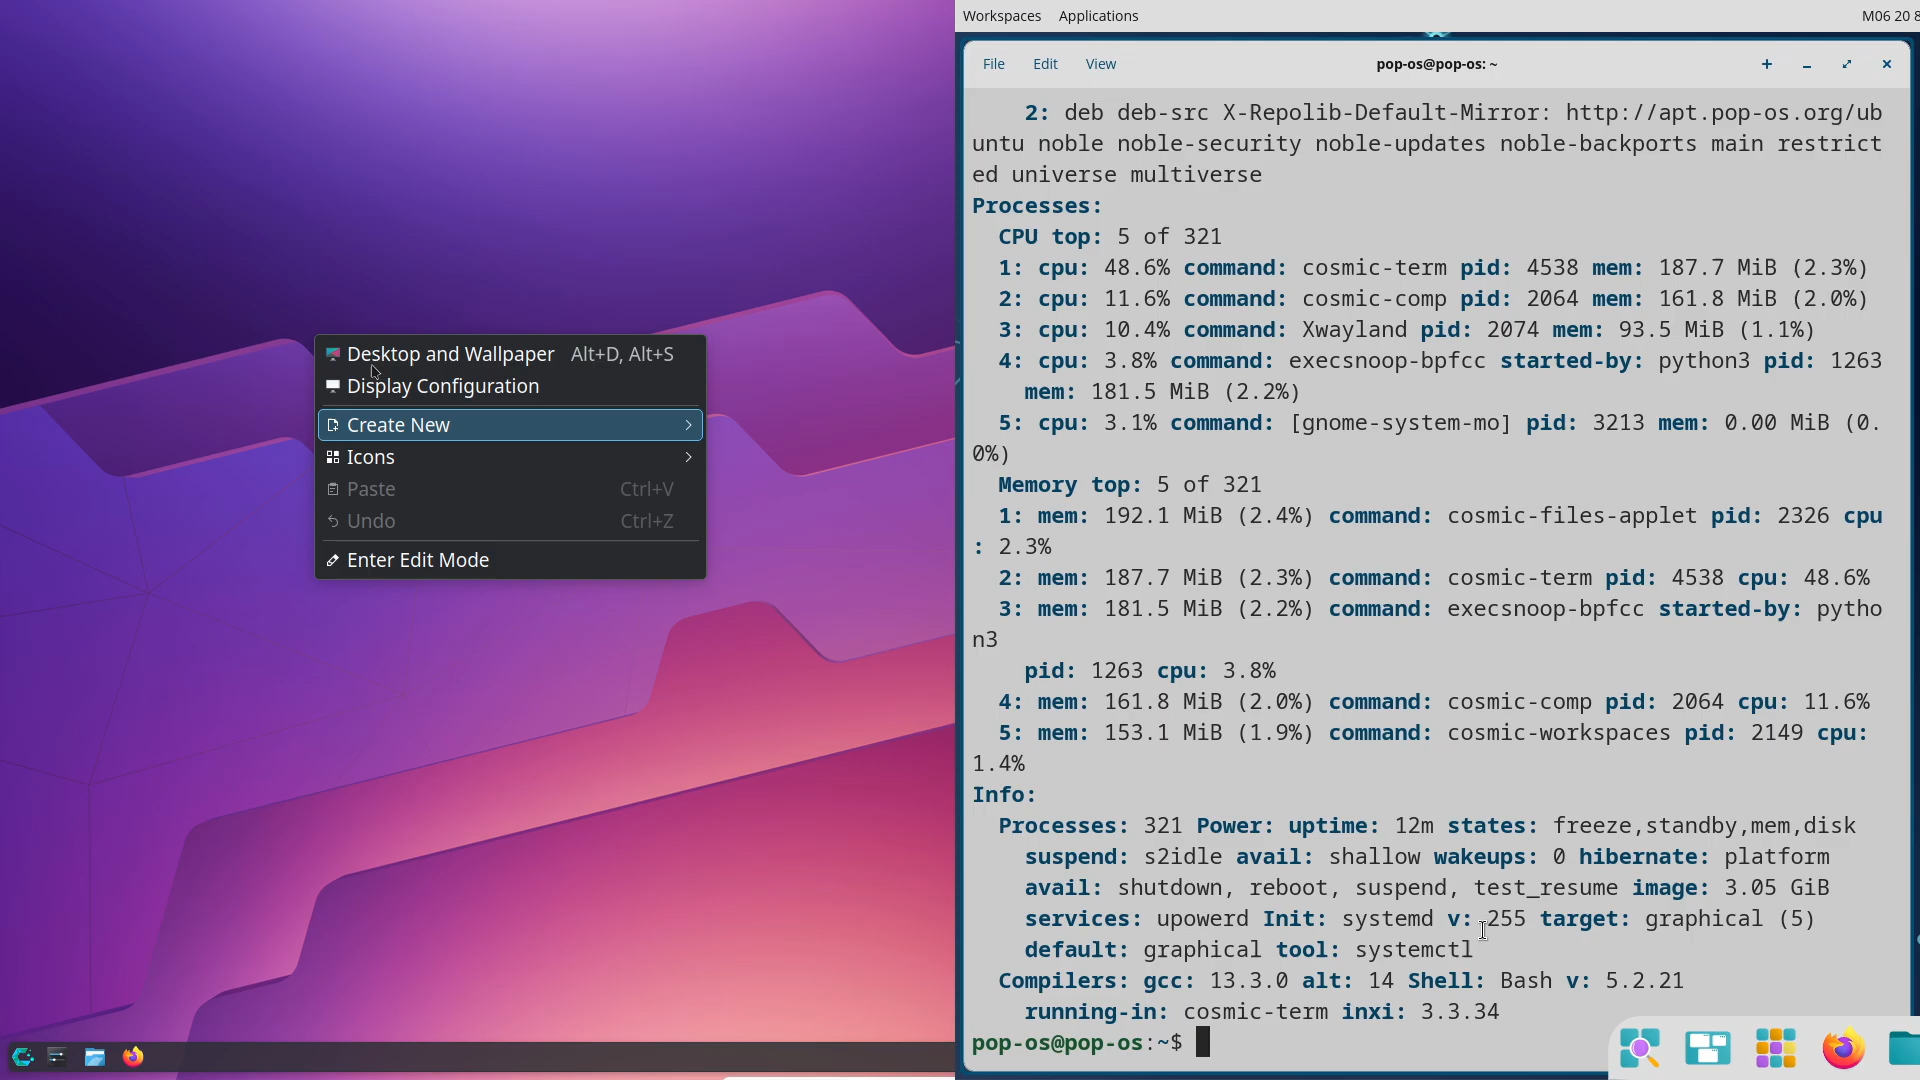 Desktop and Wallpaper Alt+D, Alt+S
Display Configuration
Create New
Icons
Paste Ctrl+V
Undo Ctrl+Z
Enter Edit Mode
Workspaces Applications M06 20 8
File Edit View pop-os@pop-os: ~
2: deb deb-src X-Repolib-Default-Mirror: http://apt.pop-os.org/ub
untu noble noble-security noble-updates noble-backports main restrict
ed universe multiverse
Processes:
CPU top: 5 of 321
1: cpu: 48.6% command: cosmic-term pid: 4538 mem: 187.7 MiB (2.3%)
2: cpu: 11.6% command: cosmic-comp pid: 2064 mem: 161.8 MiB (2.0%)
3: cpu: 10.4% command: Xwayland pid: 2074 mem: 93.5 MiB (1.1%)
4: cpu: 3.8% command: execsnoop-bpfcc started-by: python3 pid: 1263
mem: 181.5 MiB (2.2%)
5: cpu: 3.1% command: [gnome-system-mo] pid: 3213 mem: 0.00 MiB (0.
0%)
Memory top: 5 of 321
1: mem: 192.1 MiB (2.4%) command: cosmic-files-applet pid: 2326 cpu
: 2.3%
2: mem: 187.7 MiB (2.3%) command: cosmic-term pid: 4538 cpu: 48.6%
3: mem: 181.5 MiB (2.2%) command: execsnoop-bpfcc started-by: pytho
n3
pid: 1263 cpu: 3.8%
4: mem: 161.8 MiB (2.0%) command: cosmic-comp pid: 2064 cpu: 11.6%
5: mem: 153.1 MiB (1.9%) command: cosmic-workspaces pid: 2149 cpu:
1.4%
Info:
Processes: 321 Power: uptime: 12m states: freeze,standby,mem,disk
suspend: s2idle avail: shallow wakeups: 0 hibernate: platform
avail: shutdown, reboot, suspend, test_resume image: 3.05 GiB
services: upowerd Init: systemd v: 255 target: graphical (5)
default: graphical tool: systemctl
Compilers: gcc: 13.3.0 alt: 14 Shell: Bash v: 5.2.21
running-in: cosmic-term inxi: 3.3.34
pop-os@pop-os:~$